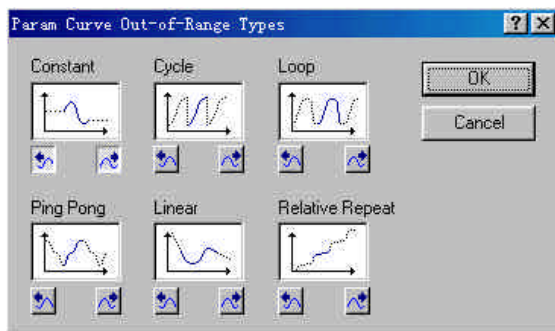 Param Curve Out-of-Range Types
Constant
Cycle
Loop
OK
Cancel
Ping Pong
Linear
Relative Repeat